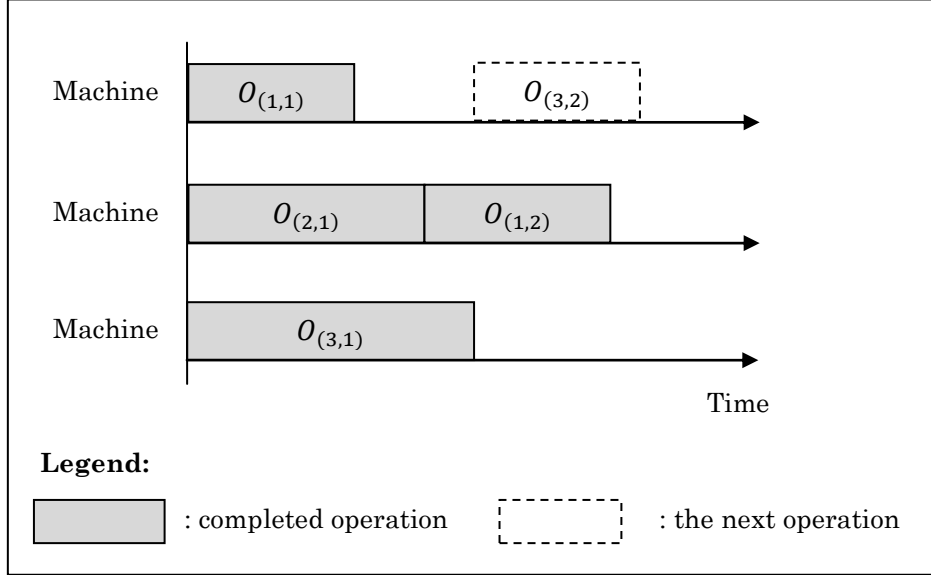 Machine O(1,1) O(3,2)
Machine O(2,1) O(1,2)
Machine O(3,1)
Time
Legend:
: completed operation : the next operation